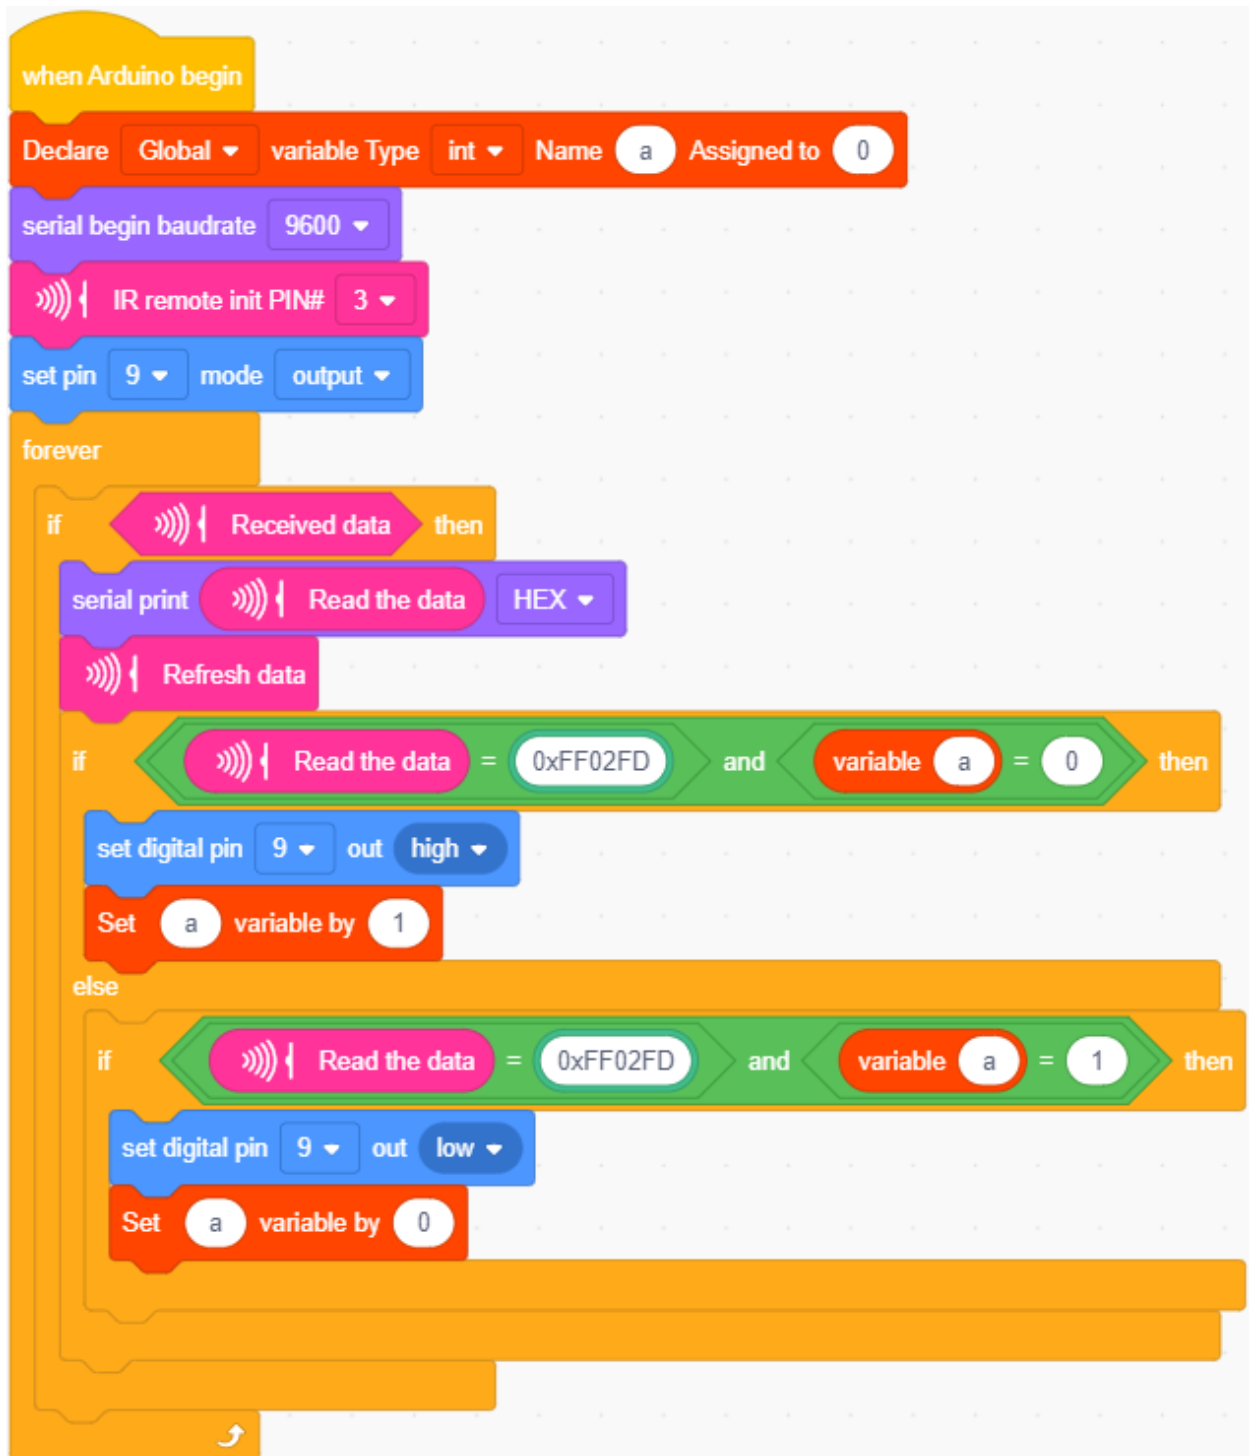 when Arduino begin
Declare Global variable Type int Name a Assigned to 0
serial begin baudrate 9600
IR remote init PIN# 3
set pin 9 mode output
forever
if Received data then
serial print Read the data HEX
Refresh data
if Read the data = 0xFF02FD and variable a = 0 then
set digital pin 9 out high
Set a variable by 1
else
if Read the data = 0xFF02FD and variable a = 1 then
set digital pin 9 out low
Set a variable by 0